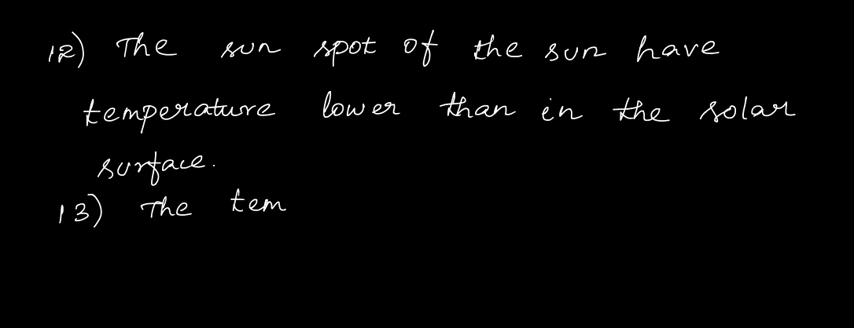 12) The sun spot of the sun have
temperature lower than in the solar
surface.
13) The tem